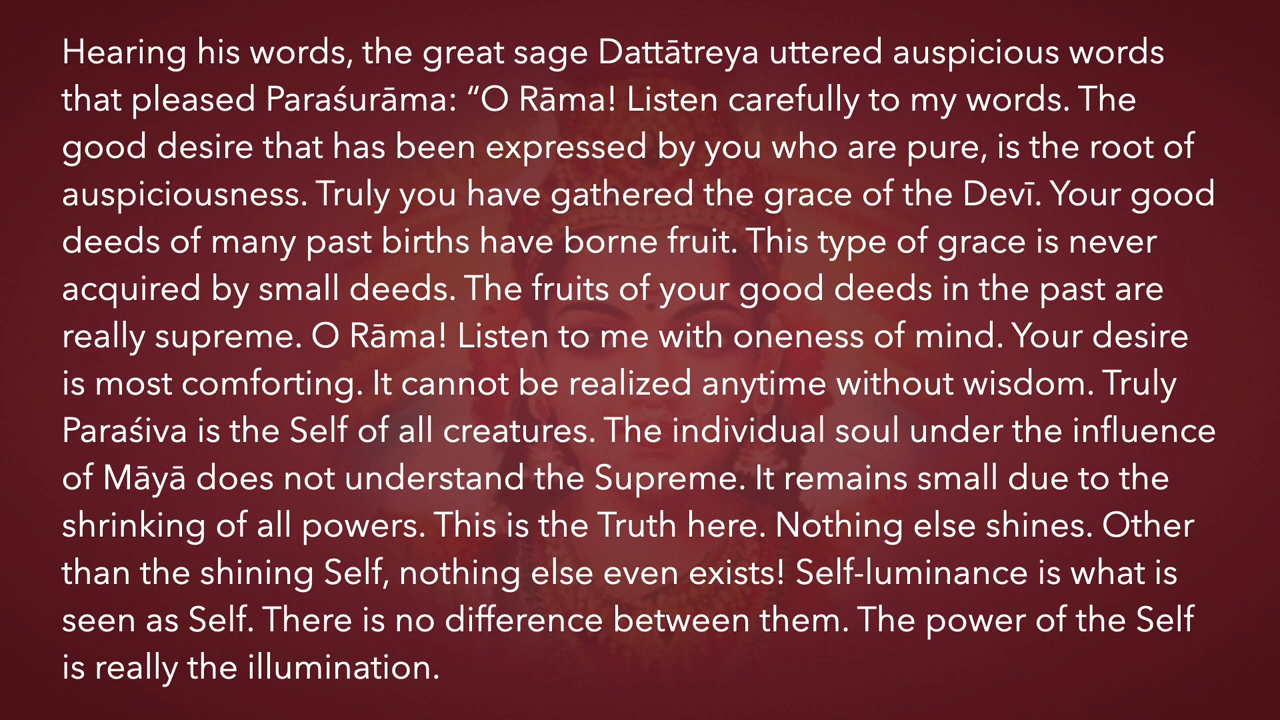 Hearing his words, the great sage Dattātreya uttered auspicious words
that pleased Paraśurāma: “O Rāma! Listen carefully to my words. The
good desire that has been expressed by you who are pure, is the root of
auspiciousness. Truly you have gathered the grace of the Devī. Your good
deeds of many past births have borne fruit. This type of grace is never
acquired by small deeds. The fruits of your good deeds in the past are
really supreme. O Rāma! Listen to me with oneness of mind. Your desire
is most comforting. It cannot be realized anytime without wisdom. Truly
Paraśiva is the Self of all creatures. The individual soul under the influence
of Māyā does not understand the Supreme. It remains small due to the
shrinking of all powers. This is the Truth here. Nothing else shines. Other
than the shining Self, nothing else even exists! Self-luminance is what is
seen as Self. There is no difference between them. The power of the Self
is really the illumination.